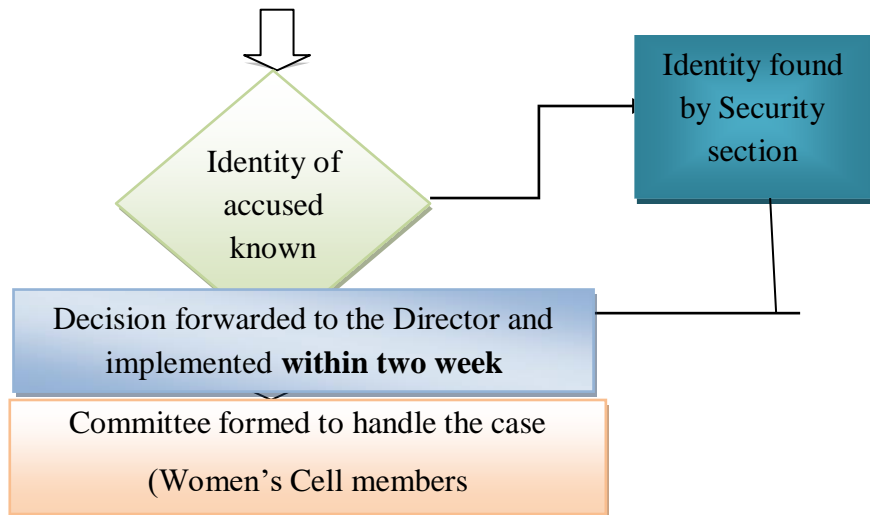 Identity found
by Security
section
Identity of
accused
known
Decision forwarded to the Director and
implemented within two week
Committee formed to handle the case
(Women's Cell members